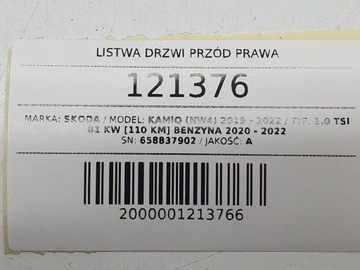 LISTWA DRZWI PRZÓD PRAWA
121376
MARKA: SKODA / MODEL: KAMIQ (NW4) 2019 - 2022 / TYP: 1.0 TSI
81 KW [110 KM] BENZYNA 2020 - 2022
SN: 658837902 / JAKOŚĆ: A
2000001213766